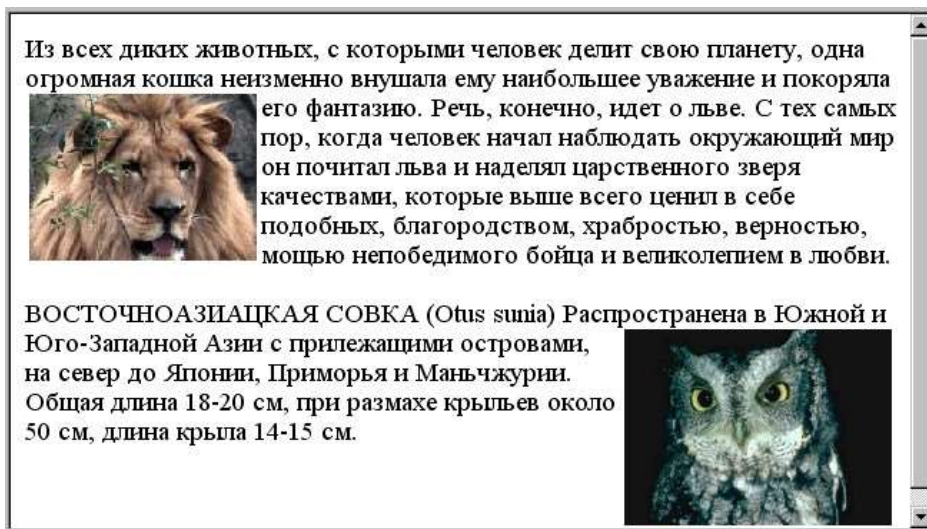 Из всех диких животных, с которыми человек делит свою планету, одна
огромная кошка неизменно внушала ему наибольшее уважение и покоряла
его фантазию. Речь, конечно, идет о льве. С тех самых
пор, когда человек начал наблюдать окружающий мир
он почитал льва и наделял царственного зверя
качествами, которые выше всего ценил в себе
подобных, благородством, храбростью, верностью,
мощью непобедимого бойца и великолепием в любви.
ВОСТОЧНОАЗИАЦКАЯ СОВКА (Otus sunia) Распространена в Южной и
Юго-Западной Азии с прилежащими островами,
на север до Японии, Приморья и Маньчжурии.
Общая длина 18-20 см, при размахе крыльев около
50 см, длина крыла 14-15 см.